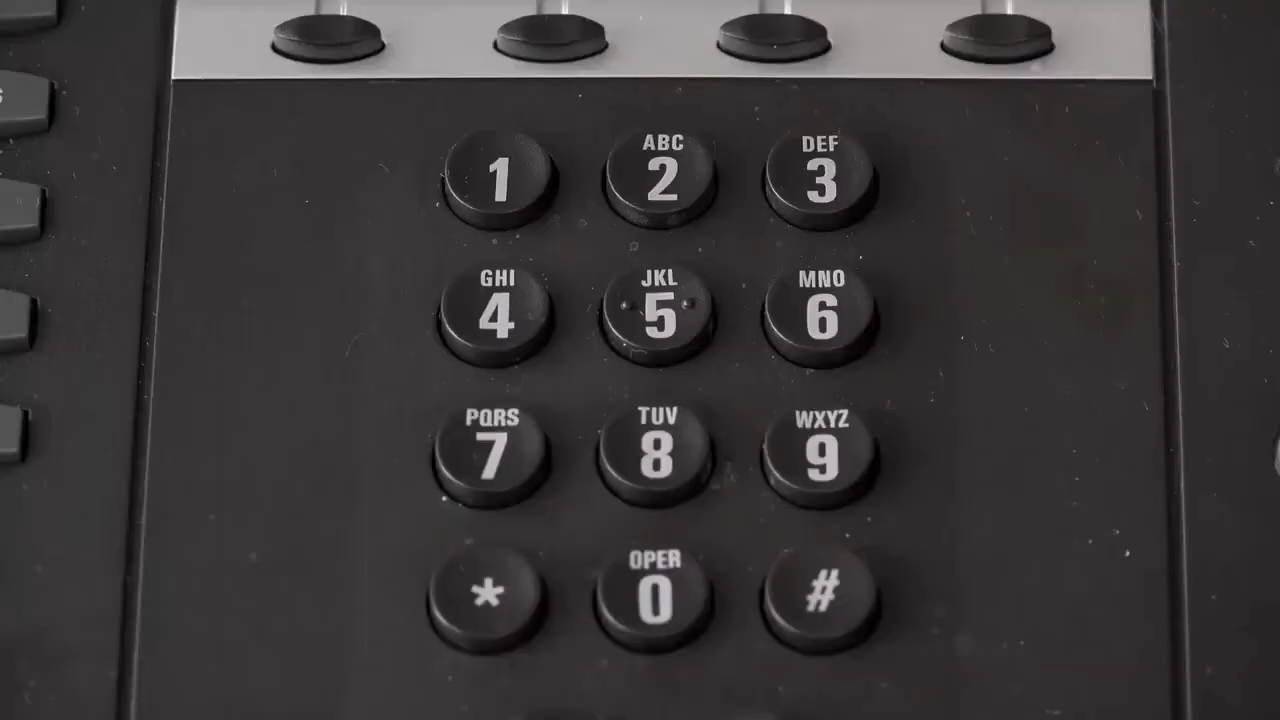 S
1
ABC
2
DEF
3
GHI
4
JKL
5
MNO
6
PQRS
7
TUV
8
WXYZ
9
*
OPER
0
#